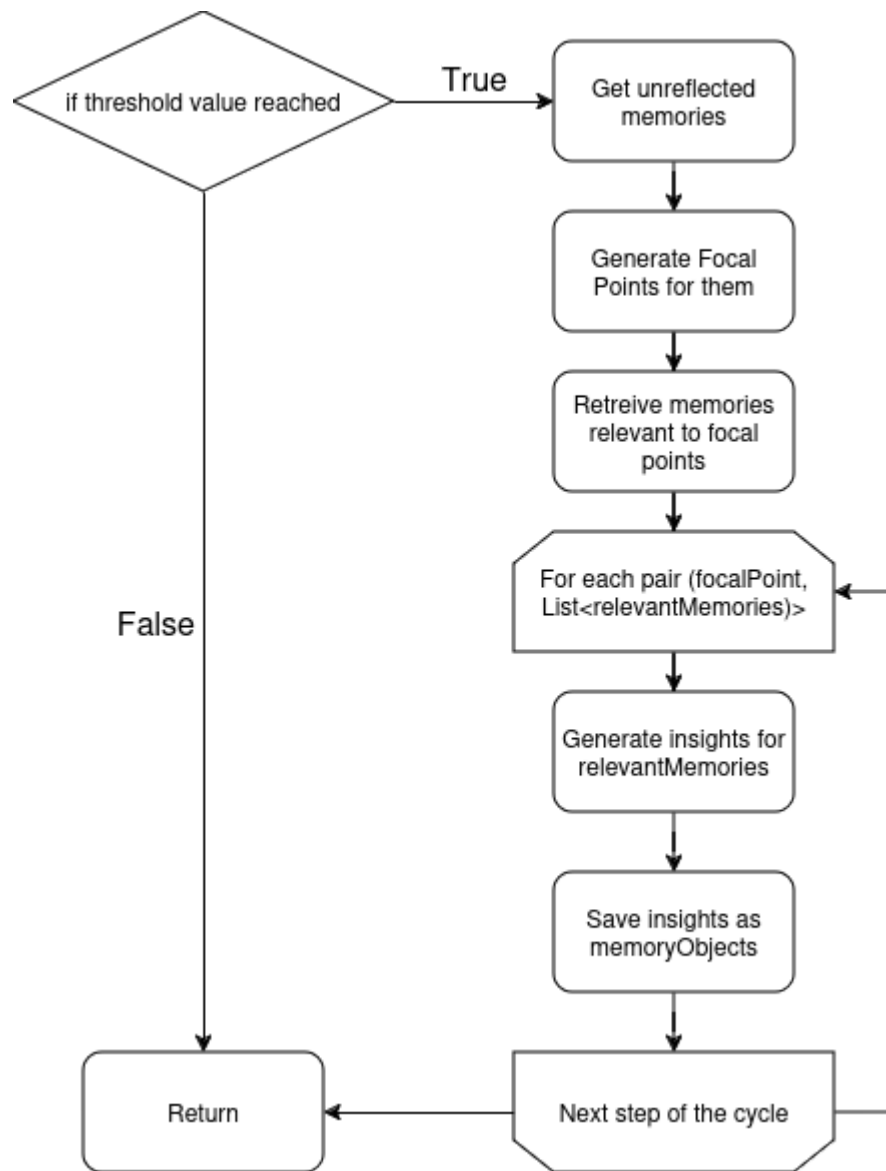 if threshold value reached
True
Get unreflected
memories
Generate Focal
Points for them
Retreive memories
relevant to focal
points
For each pair (focalPoint,
List<relevantMemories)>
False
Generate insights for
relevantMemories
Save insights as
memoryObjects
Return
Next step of the cycle